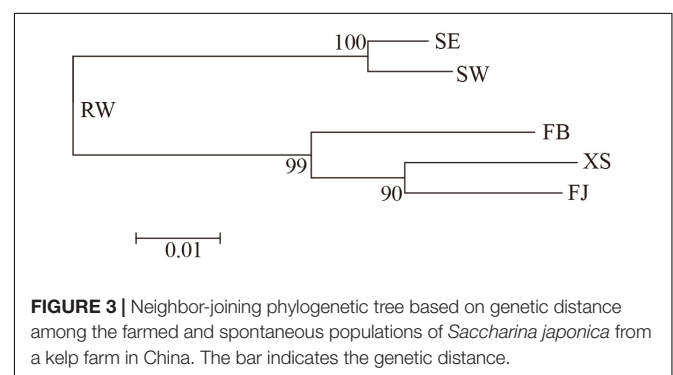 100
SE
SW
RW
FB
99
XS
90
FJ
0.01
FIGURE 3 | Neighbor-joining phylogenetic tree based on genetic distance
among the farmed and spontaneous populations of Saccharina japonica from
a kelp farm in China. The bar indicates the genetic distance.